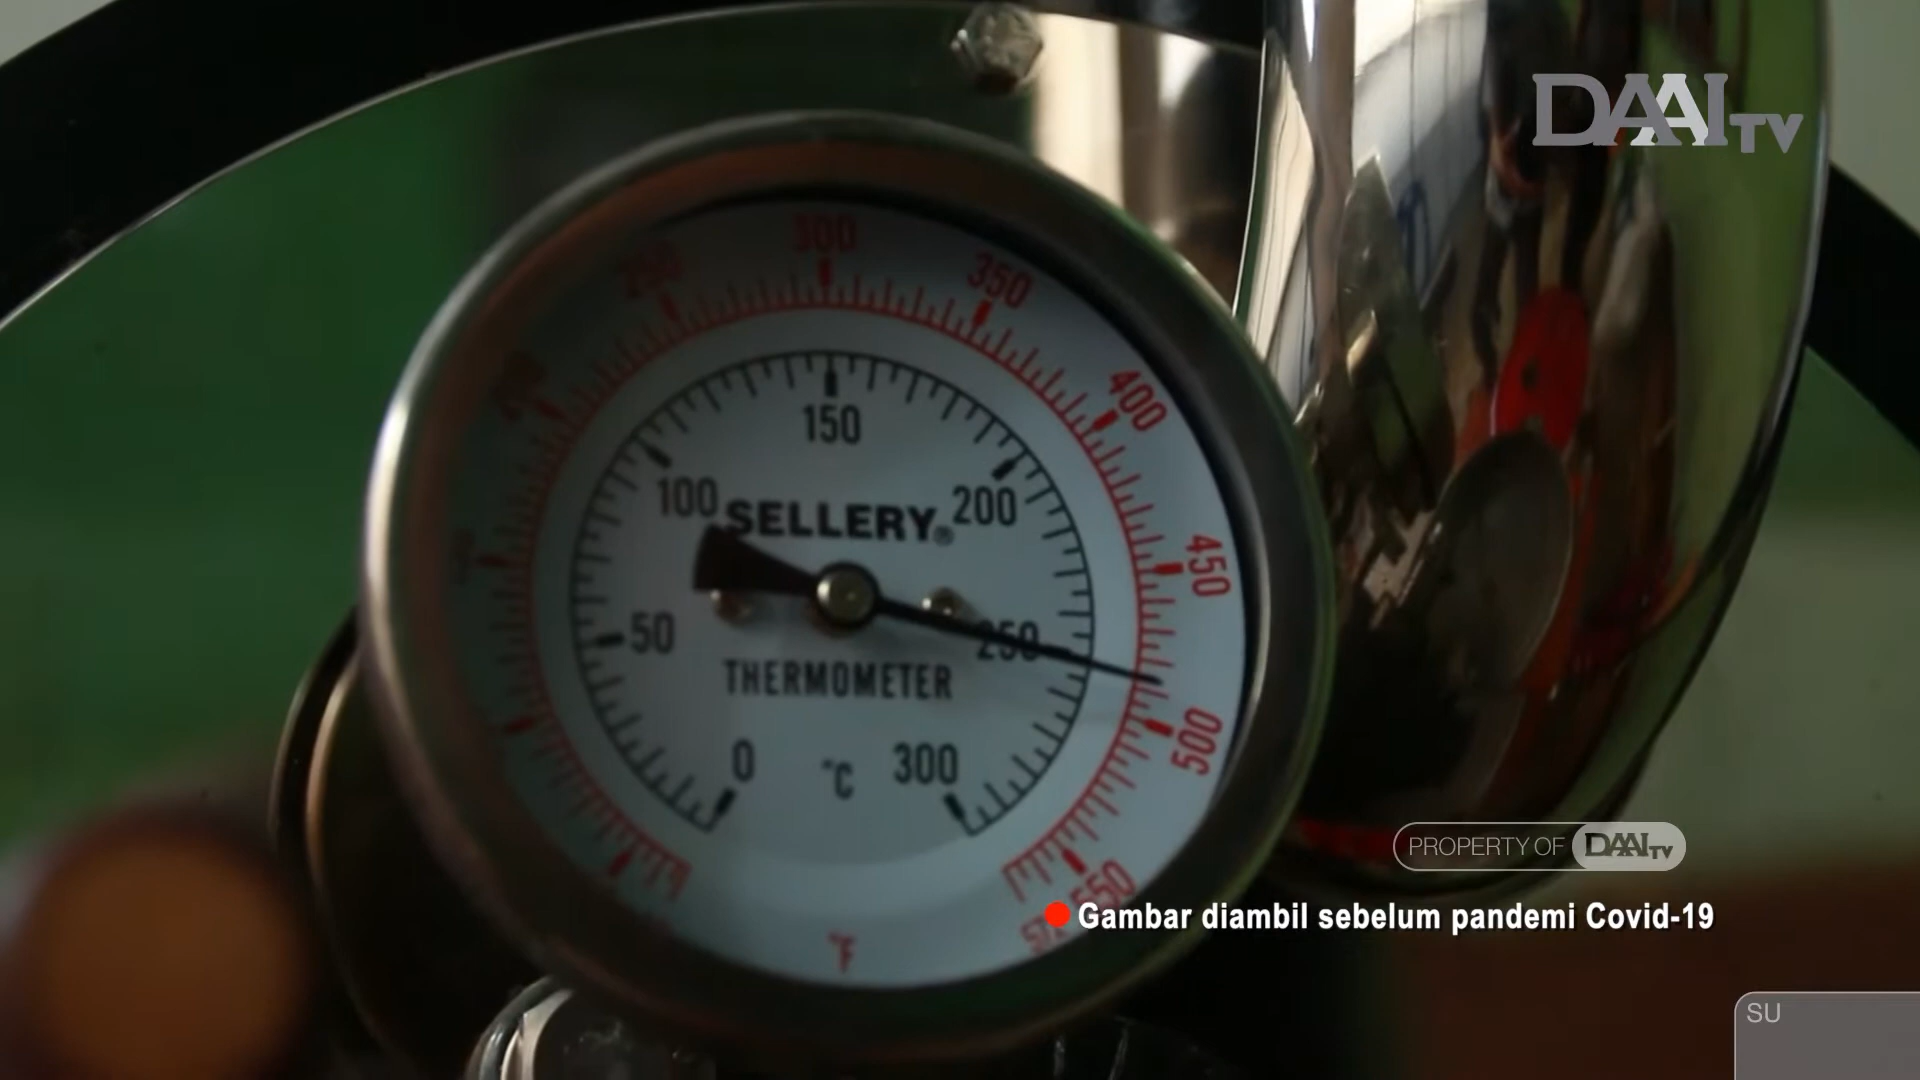 DAAI TV
300
350
400
450
500
550
150
100
200
SELLERY®
50
250
THERMOMETER
0
°C
300
°F
PROPERTY OF DAAI TV
Gambar diambil sebelum pandemi Covid-19
SU